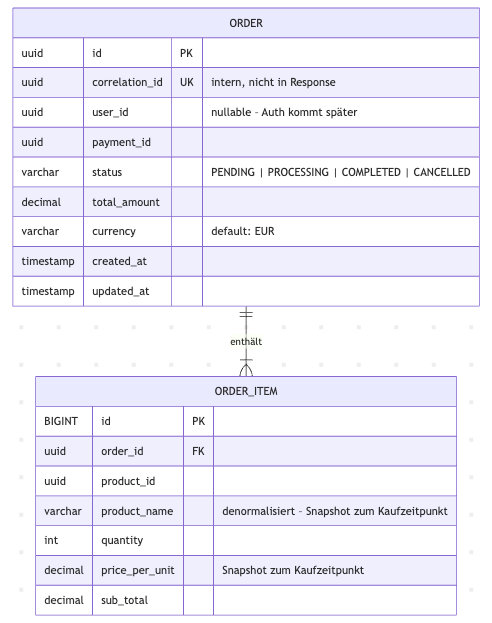 ORDER
uuid id PK
uuid correlation_id UK intern, nicht in Response
uuid user_id nullable - Auth kommt später
uuid payment_id
varchar status PENDING | PROCESSING | COMPLETED | CANCELLED
decimal total_amount
varchar currency default: EUR
timestamp created_at
timestamp updated_at
enthält
ORDER_ITEM
BIGINT id PK
uuid order_id FK
uuid product_id
varchar product_name denormalisiert - Snapshot zum Kaufzeitpunkt
int quantity
decimal price_per_unit Snapshot zum Kaufzeitpunkt
decimal sub_total